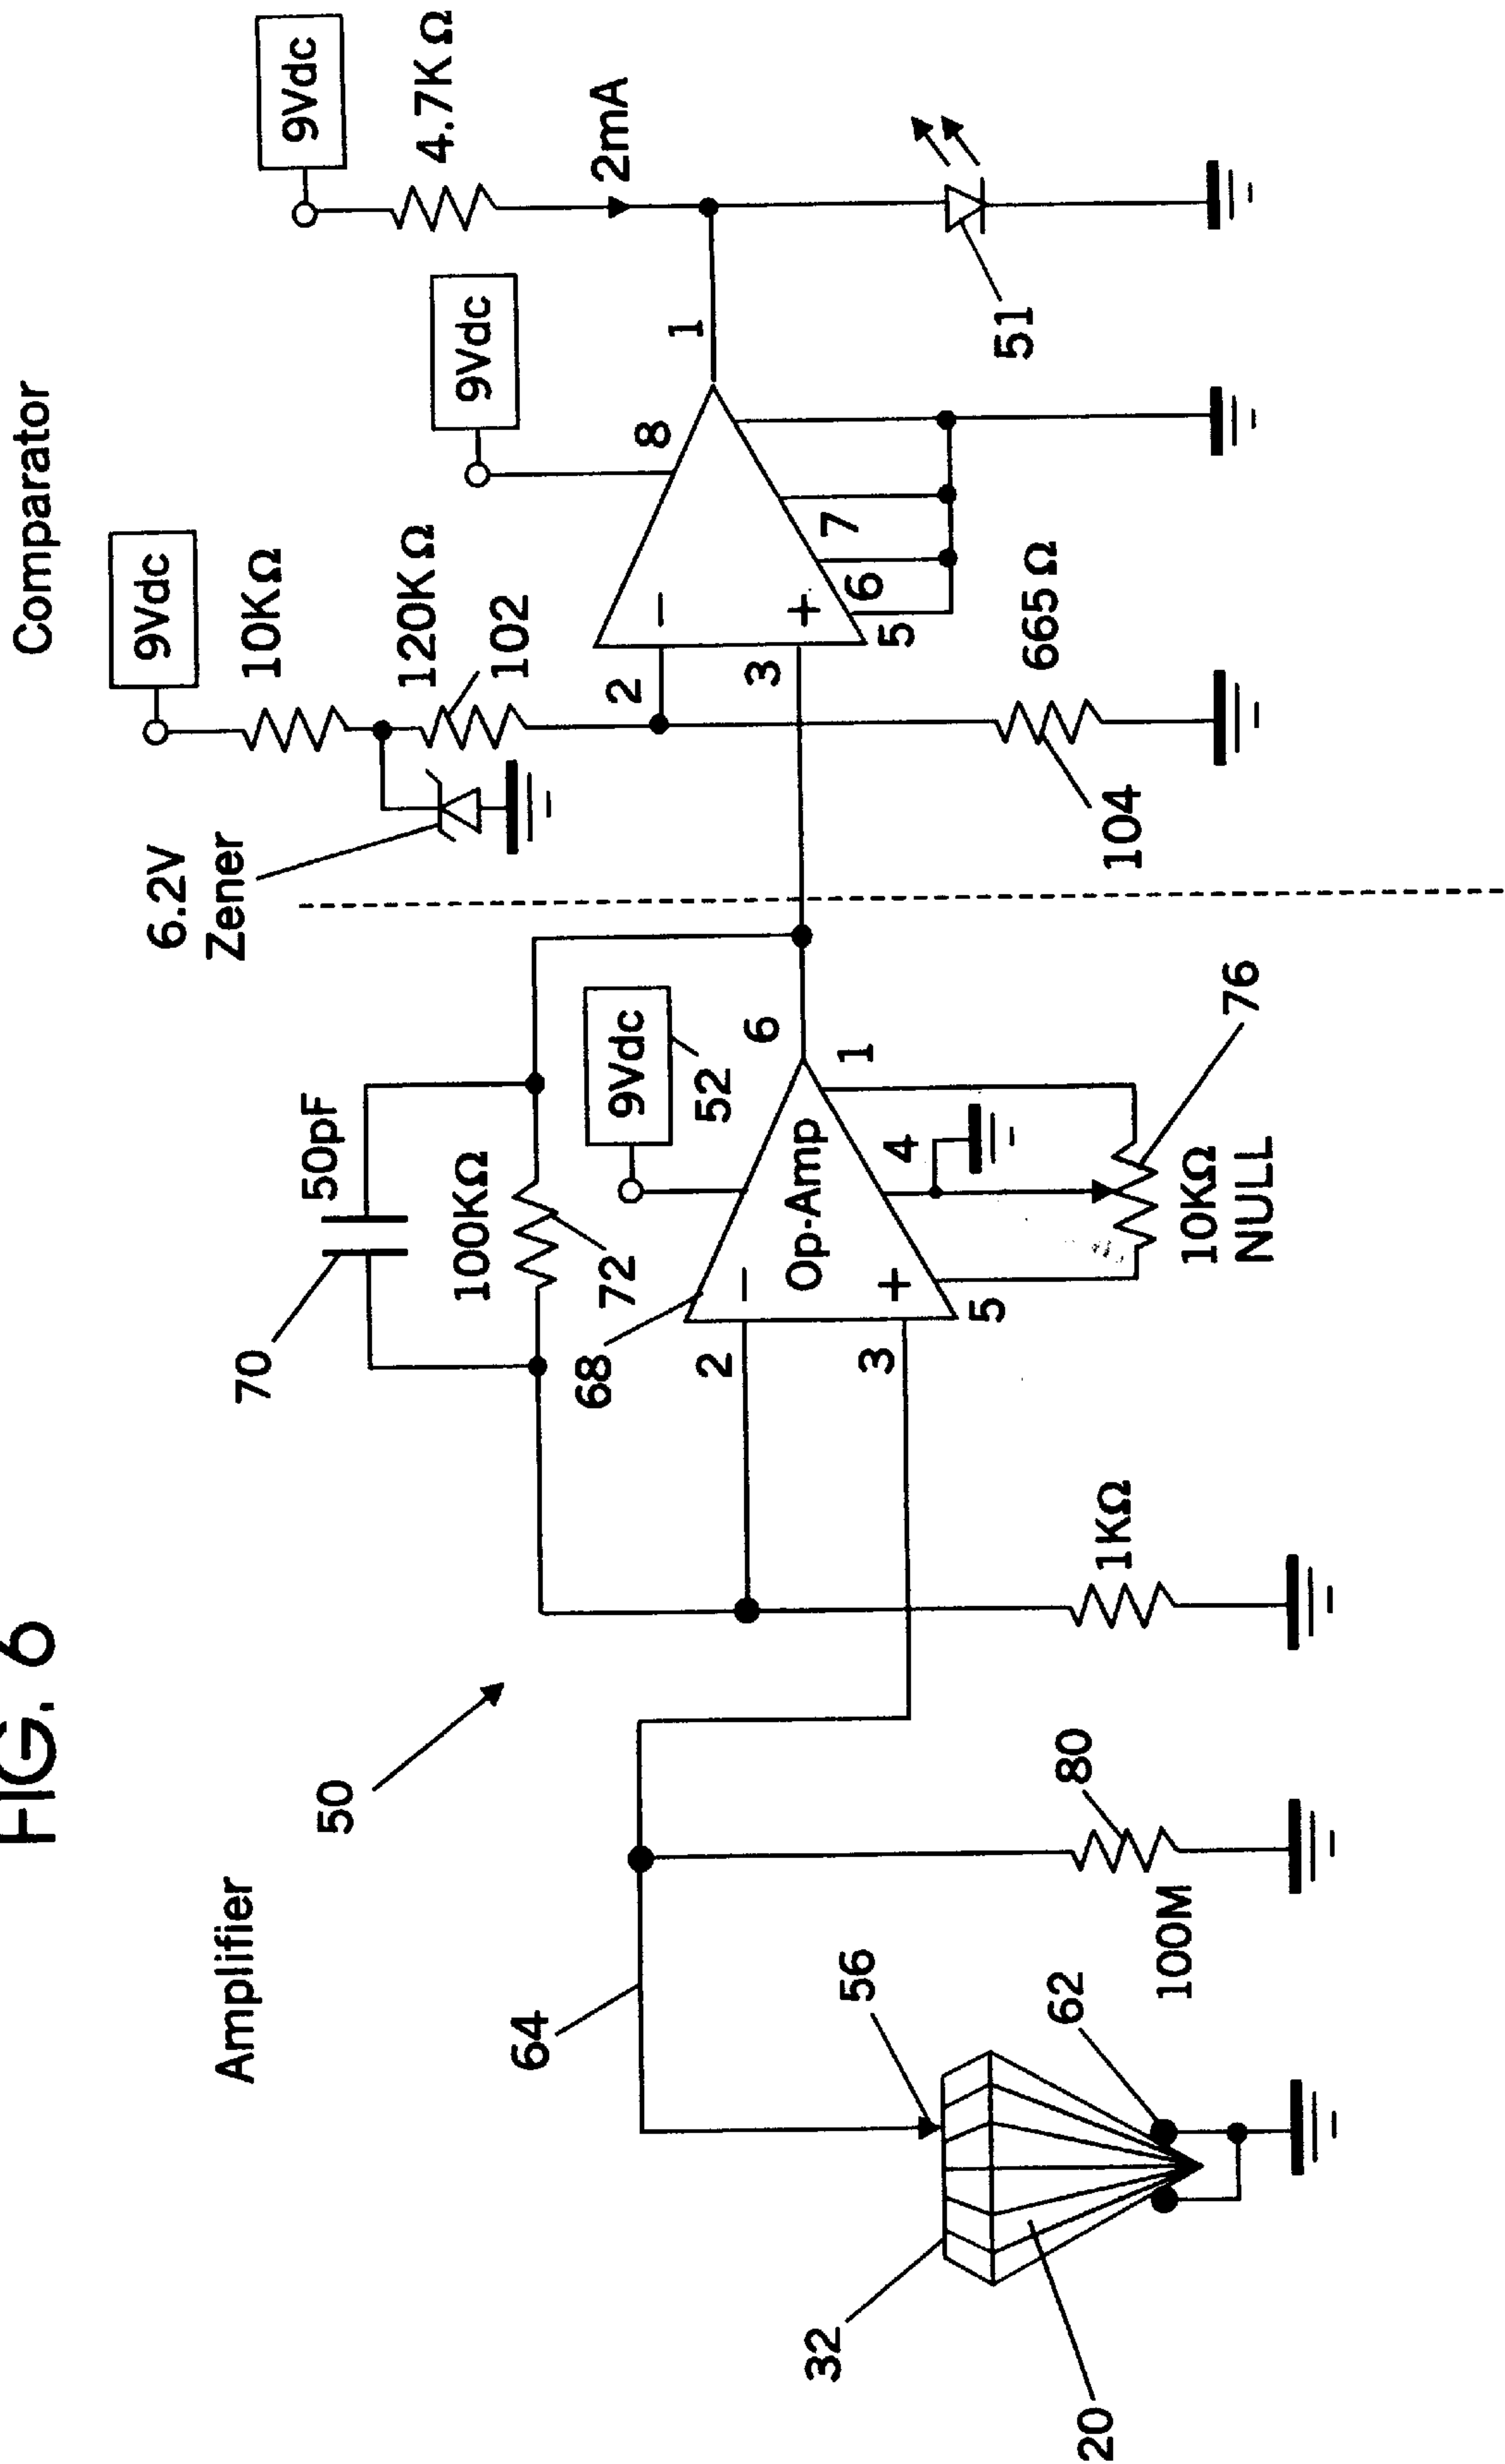 FIG. 6
Amplifier
Comparator
50
64
56
62
80
100M
32
20
1KΩ
70
50pF
100KΩ
72
68
9Vdc
52
Op-Amp
−
+
2
3
6
1
4
5
76
10KΩ
NULL
6.2V
Zener
9Vdc
10KΩ
120KΩ
102
2
3
−
+
5
6
7
8
1
9Vdc
665Ω
104
9Vdc
4.7KΩ
2mA
51